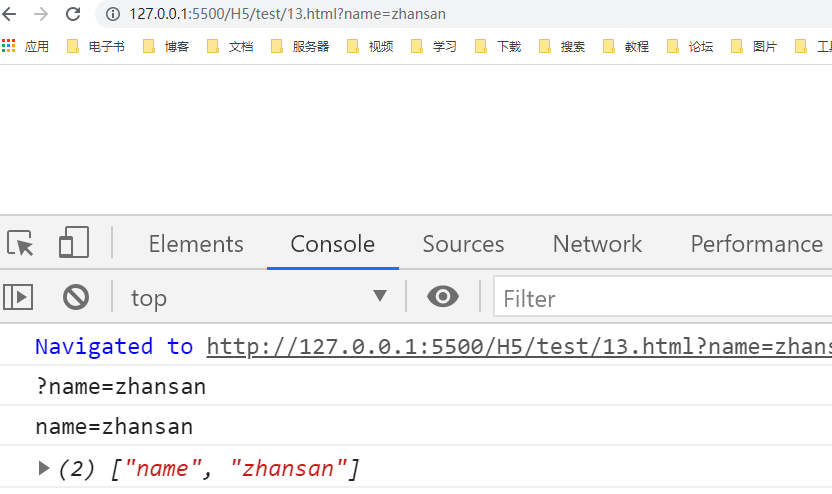 127.0.0.1:5500/H5/test/13.html?name=zhansan
应用 电子书 博客 文档 服务器 视频 学习 下载 搜索 教程 论坛 图片
Elements Console Sources Network Performance
top Filter
Navigated to http://127.0.0.1:5500/H5/test/13.html?name=zhans
?name=zhansan
name=zhansan
(2) ["name", "zhansan"]